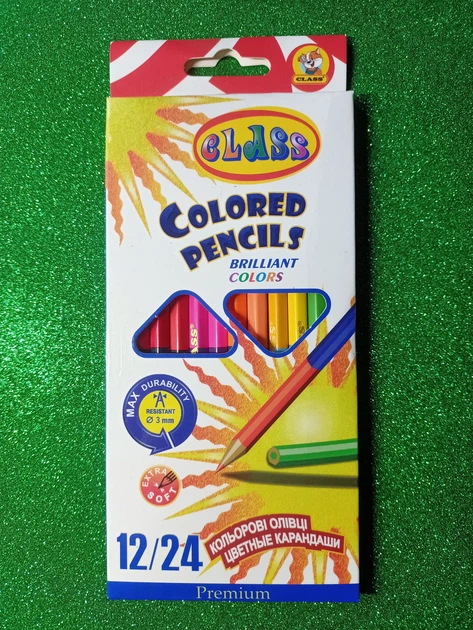 CLASS
CLASS
COLORED
PENCILS
BRILLIANT
COLORS
ASS
S
MAX DURABILITY
RESISTANT
Ø 3 mm
EXTRA
SOFT
12/24
КОЛЬОРОВІ ОЛІВЦІ
ЦВЕТНЫЕ КАРАНДАШИ
Premium